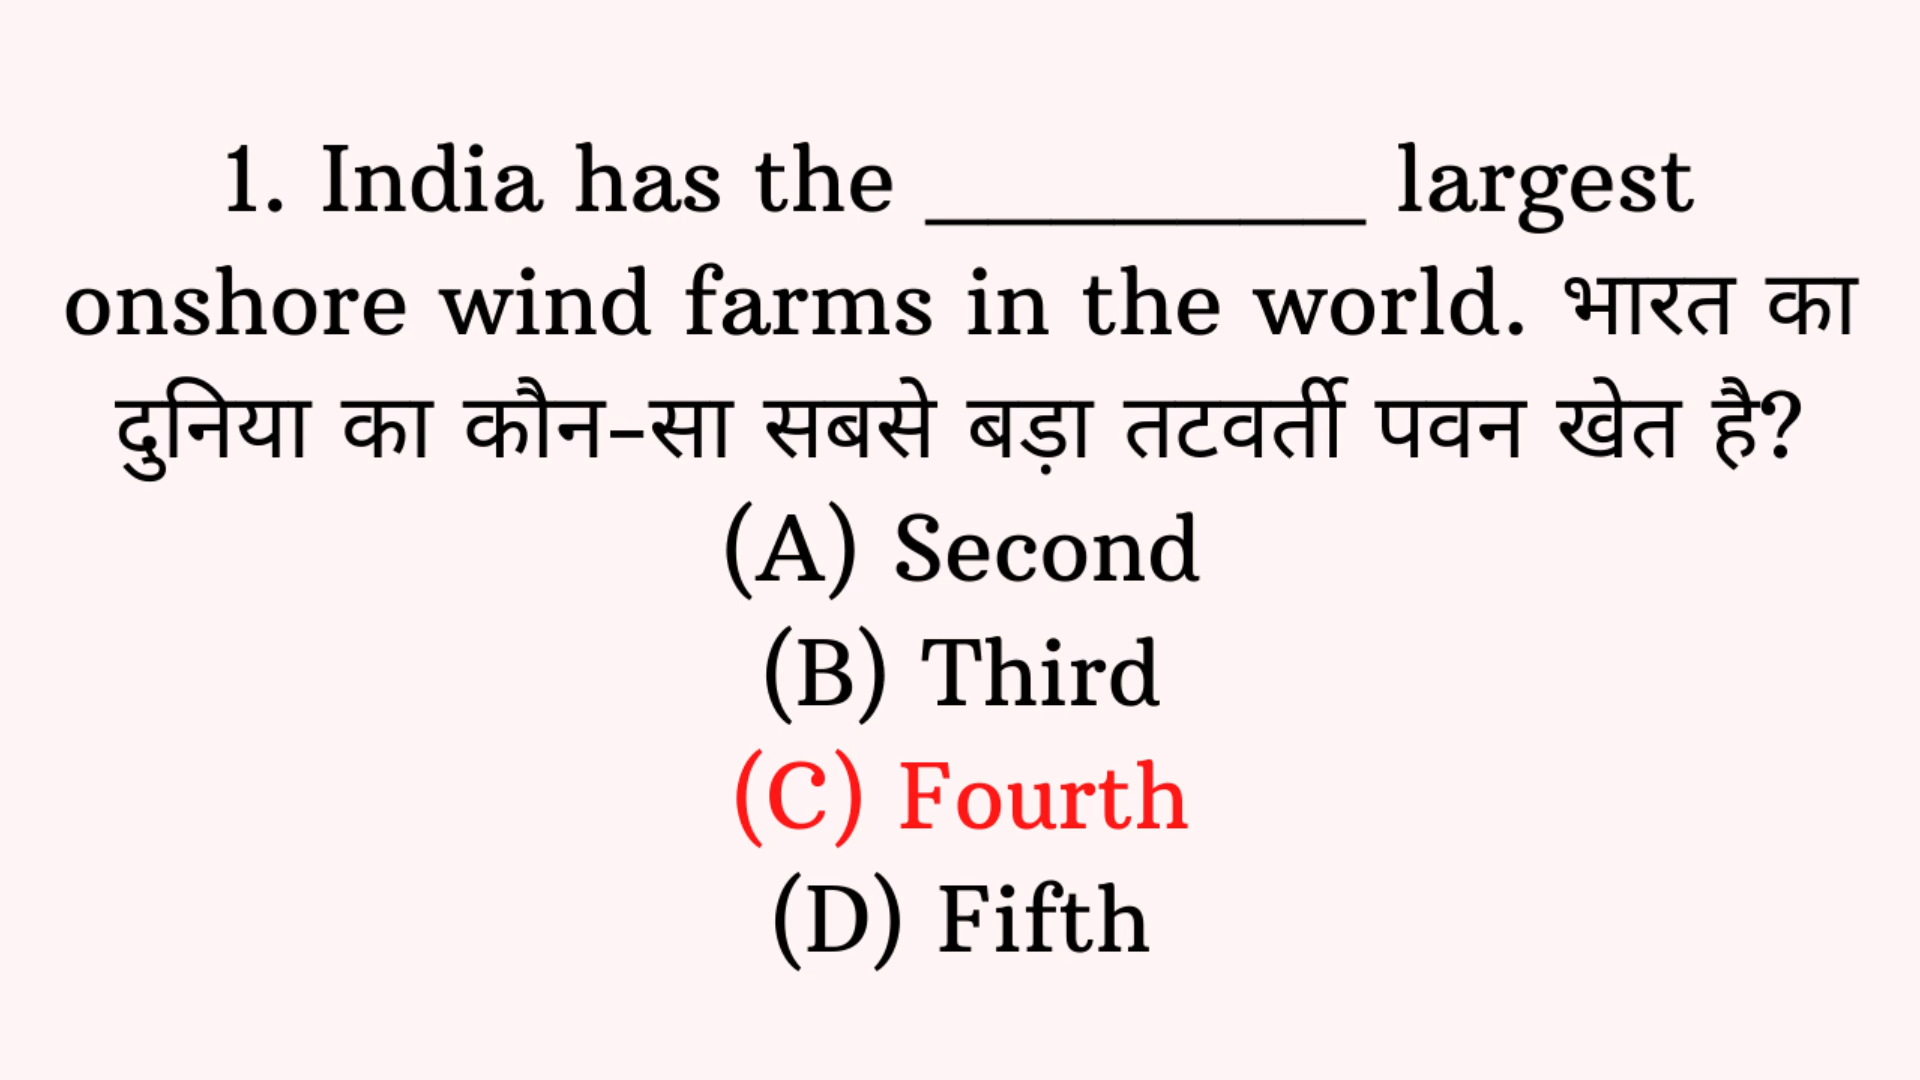 1. India has the __________ largest
onshore wind farms in the world. भारत का
दुनिया का कौन-सा सबसे बड़ा तटवर्ती पवन खेत है?
(A) Second
(B) Third
(C) Fourth
(D) Fifth